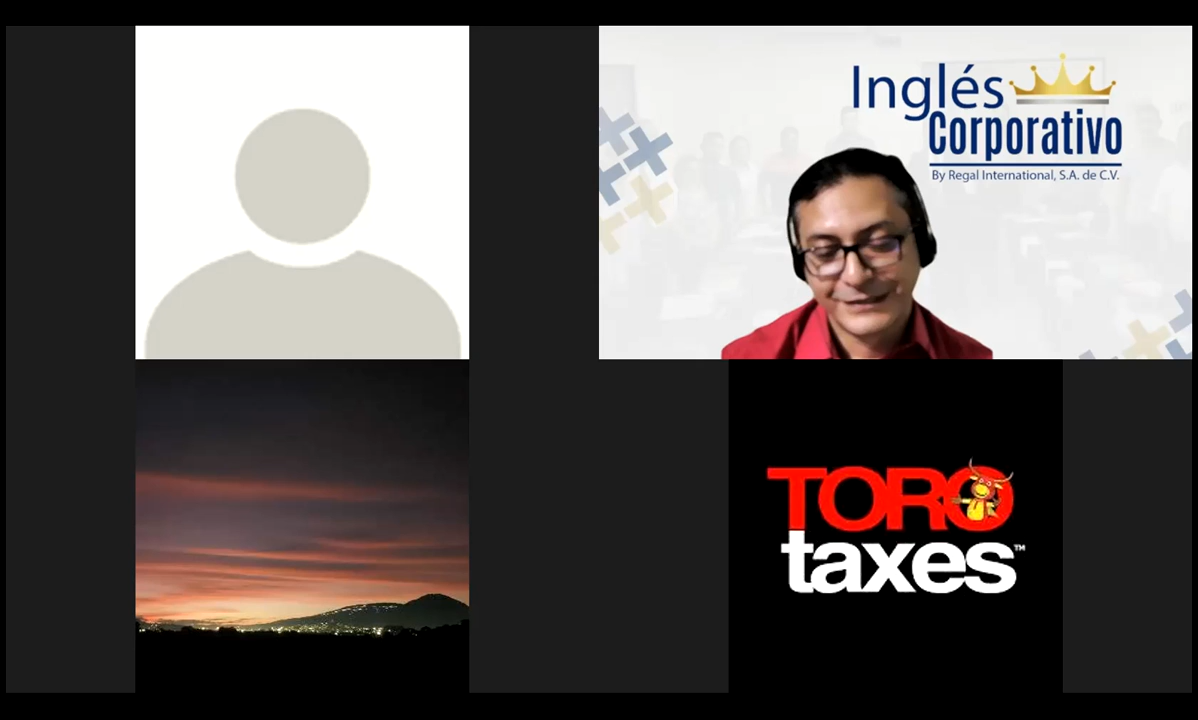 Inglés
Corporativo
By Regal International, S.A. de C.V.
TORO
taxes™